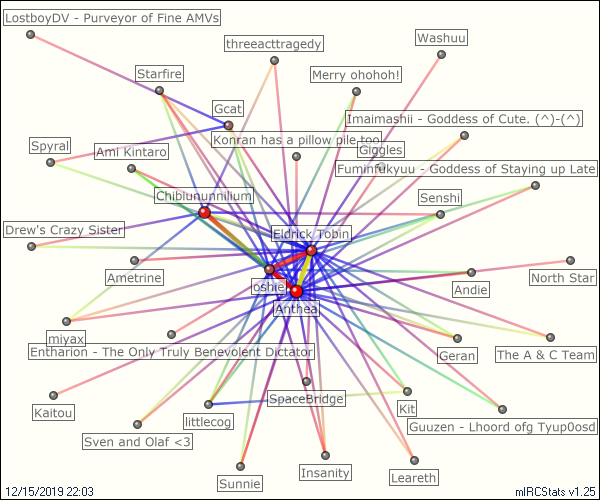 LostboyDV - Purveyor of Fine AMVs
Washuu
threeacttragedy
Starfire
Merry ohohoh!
Gcat
Imaimashii - Goddess of Cute. (^)-(^)
Konran has a pillow pile too
Giggles
Spyral
Ami Kintaro
Fuminfukyuu - Goddess of Staying up Late
Chibinununnilium
Senshi
Drew's Crazy Sister
Eldrick Tobin
Ametrine
oshie
Andie
North Star
Anthea
miyax
Entharion - The Only Truly Benevolent Dictator
Geran
The A & C Team
SpaceBridge
Kaitou
littlecog
Kit
Guuzen - Lhoord ofg Tyup0osd
Sven and Olaf <3
Sunnie
Insanity
Leareth
12/15/2019 22:03
mIRCStats v1.25